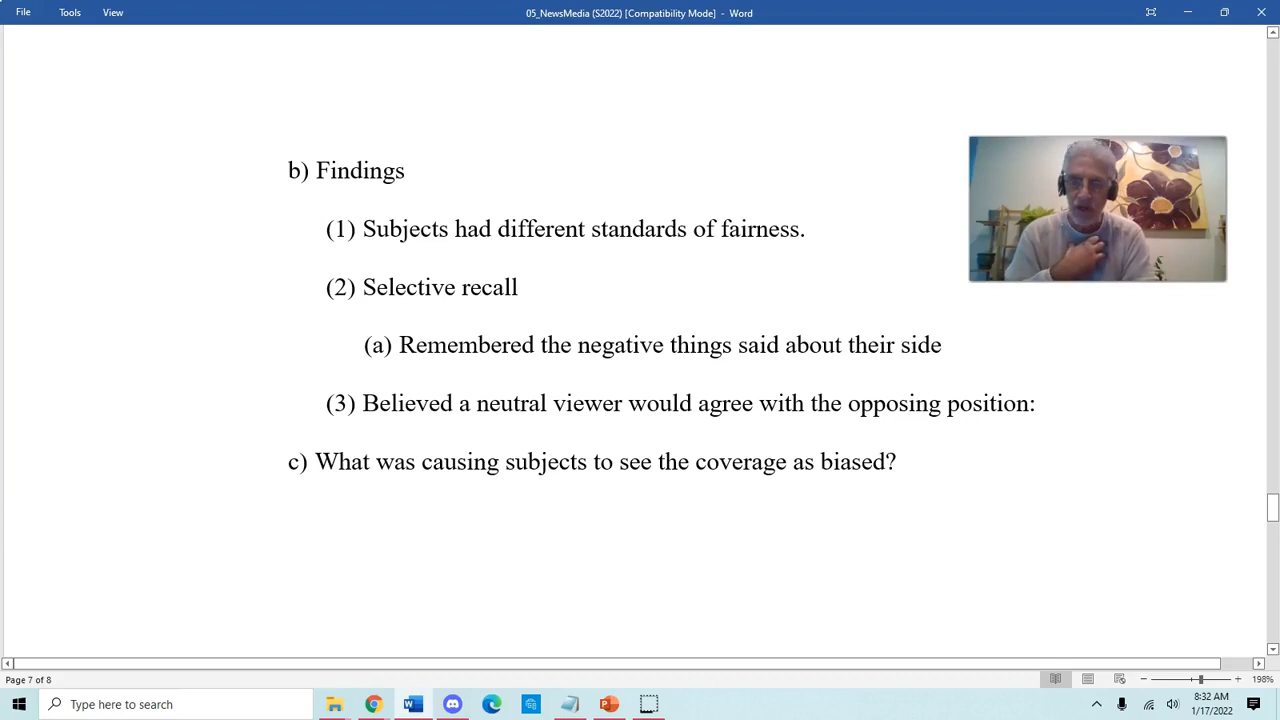 File Tools View 05_NewsMedia (S2022) [Compatibility Mode] - Word
b) Findings
(1) Subjects had different standards of fairness.
(2) Selective recall
(a) Remembered the negative things said about their side
(3) Believed a neutral viewer would agree with the opposing position:
c) What was causing subjects to see the coverage as biased?
Page 7 of 8 198%
Type here to search
8:32 AM
1/17/2022